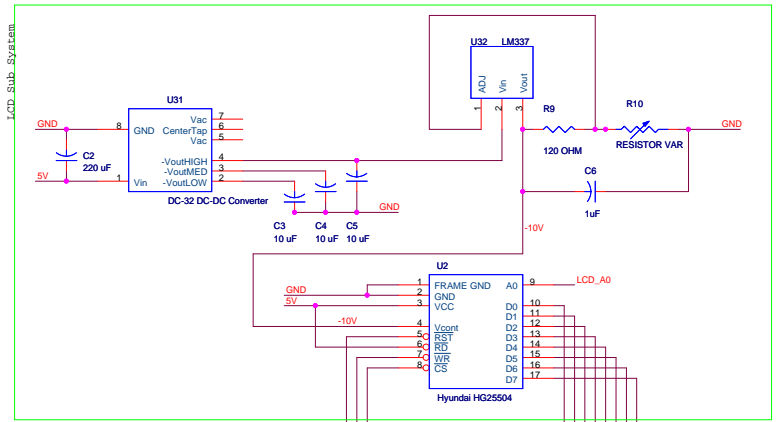 LCD Sub System
U32 LM337
ADJ
Vin
Vout
1
2
3
U31
GND
8
GND
Vac
7
CenterTap
6
Vac
5
C2
220 uF
-VoutHIGH
4
-VoutMED
3
-VoutLOW
2
5V
1
Vin
DC-32 DC-DC Converter
C3
10 uF
C4
10 uF
C5
10 uF
GND
R9
120 OHM
R10
RESISTOR VAR
GND
C6
1uF
-10V
U2
GND
5V
-10V
1
FRAME GND
2
GND
3
VCC
4
Vcont
5
RST
6
RD
7
WR
8
CS
A0
9
LCD_A0
D0
10
D1
11
D2
12
D3
13
D4
14
D5
15
D6
16
D7
17
Hyundai HG25504